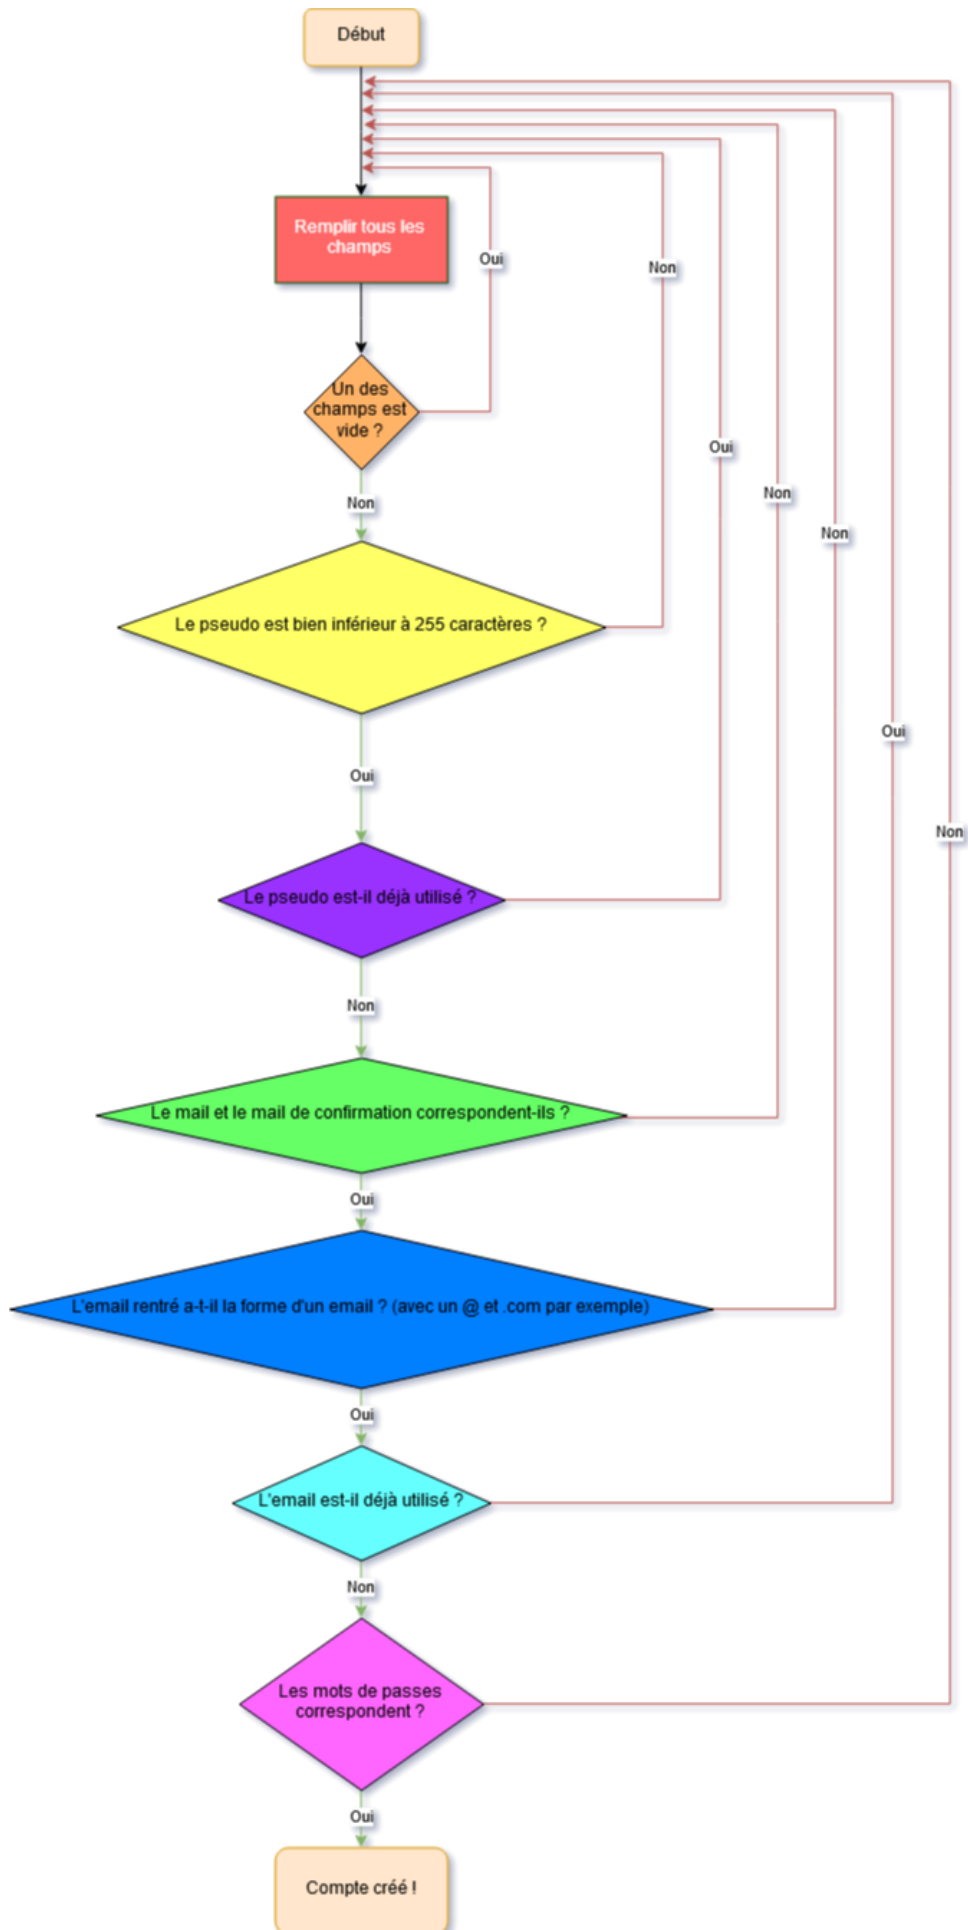 Début
Remplir tous les
champs
Oui
Non
Un des
champs est
vide ?
Oui
Non
Non
Non
Le pseudo est bien inférieur à 255 caractères ?
Oui
Oui
Non
Le pseudo est-il déjà utilisé ?
Non
Le mail et le mail de confirmation correspondent-ils ?
Oui
L'email rentré a-t-il la forme d'un email ? (avec un @ et .com par exemple)
Oui
L'email est-il déjà utilisé ?
Non
Les mots de passes
correspondent ?
Oui
Compte créé !